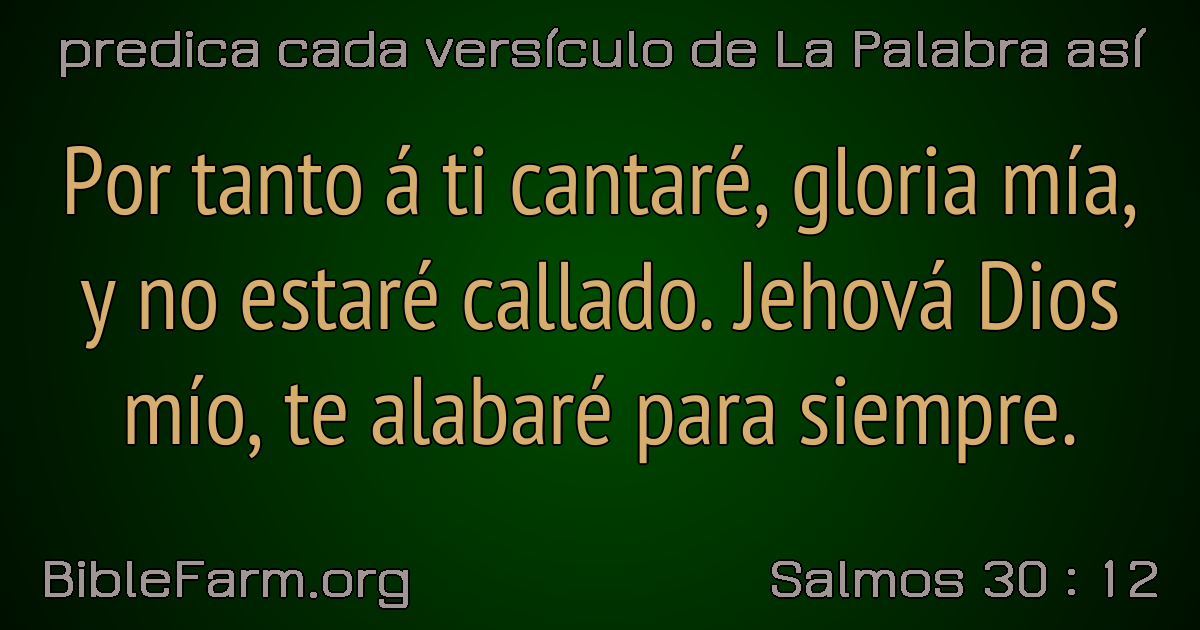 predica cada versículo de La Palabra así
Por tanto á ti cantaré, gloria mía,
y no estaré callado. Jehová Dios
mío, te alabaré para siempre.
BibleFarm.org
Salmos 30 : 12